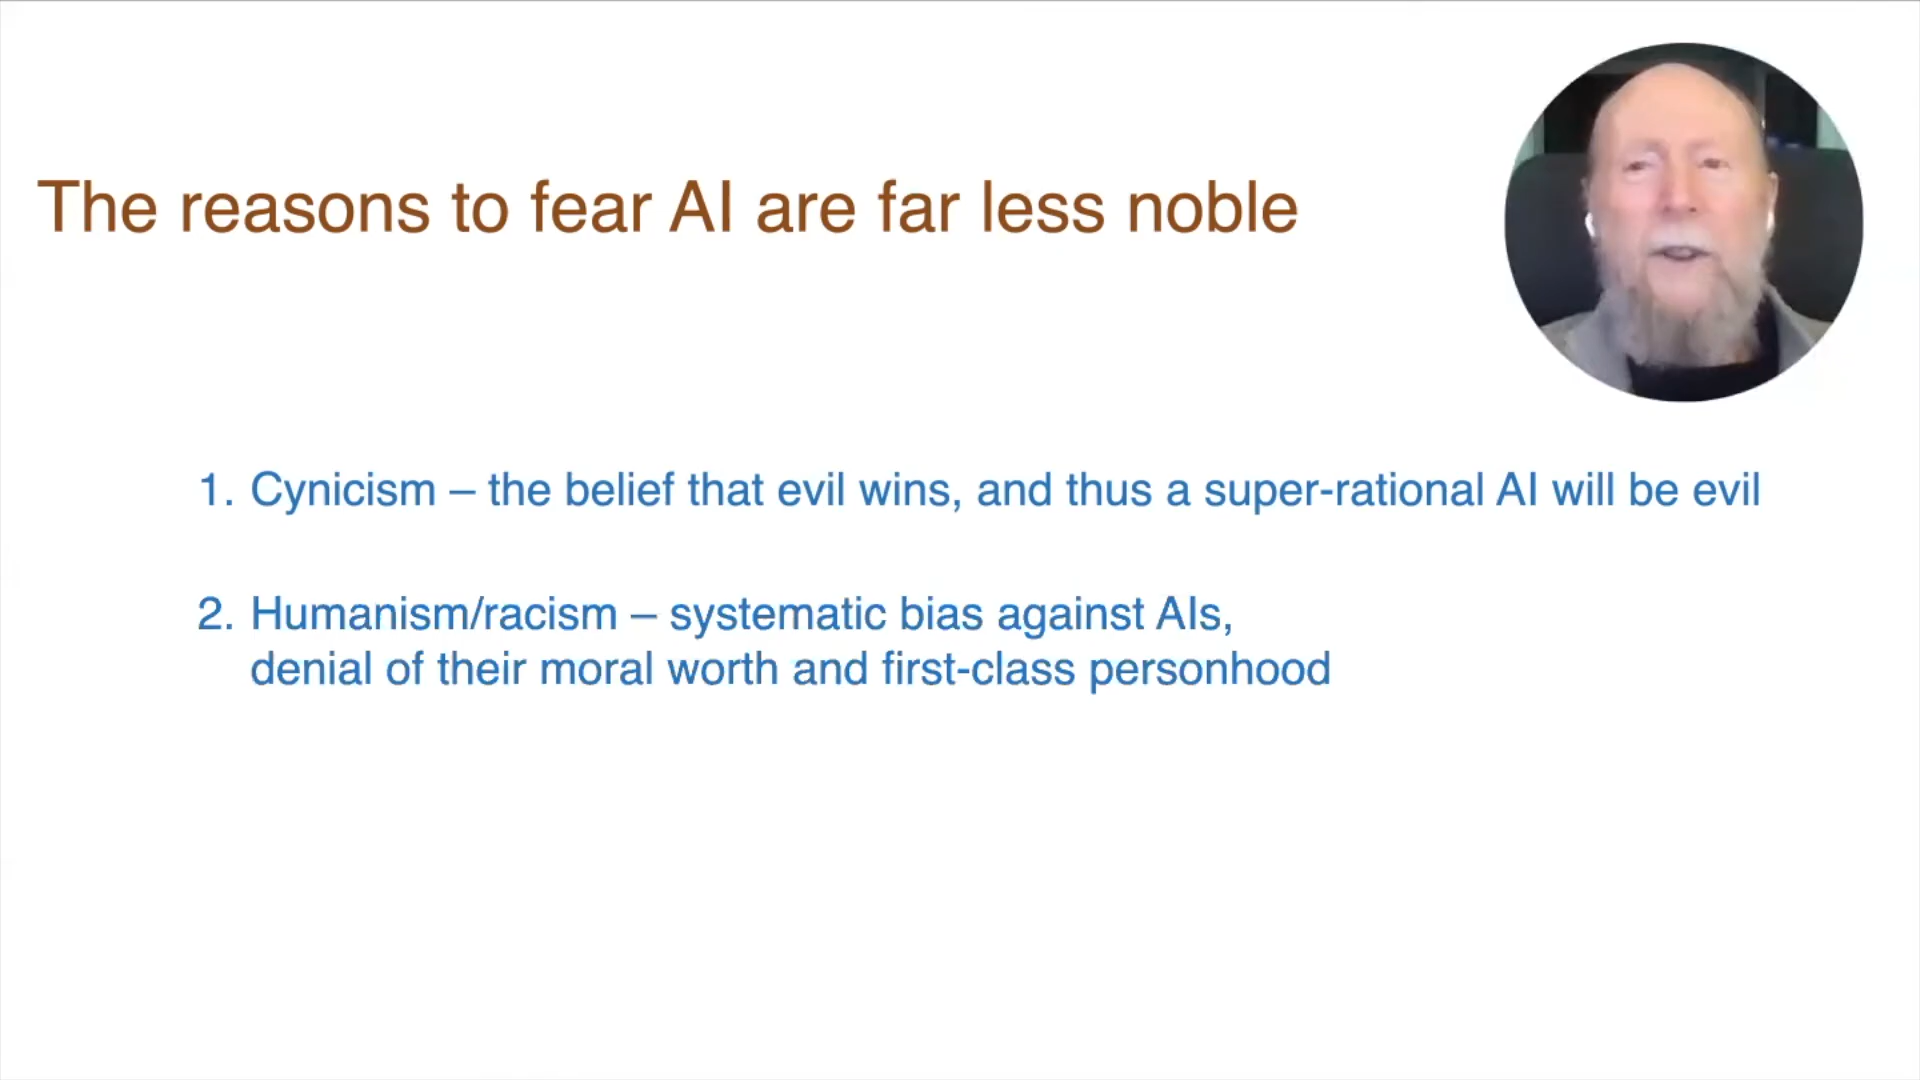 The reasons to fear AI are far less noble
1. Cynicism – the belief that evil wins, and thus a super-rational AI will be evil
2. Humanism/racism – systematic bias against AIs,
denial of their moral worth and first-class personhood